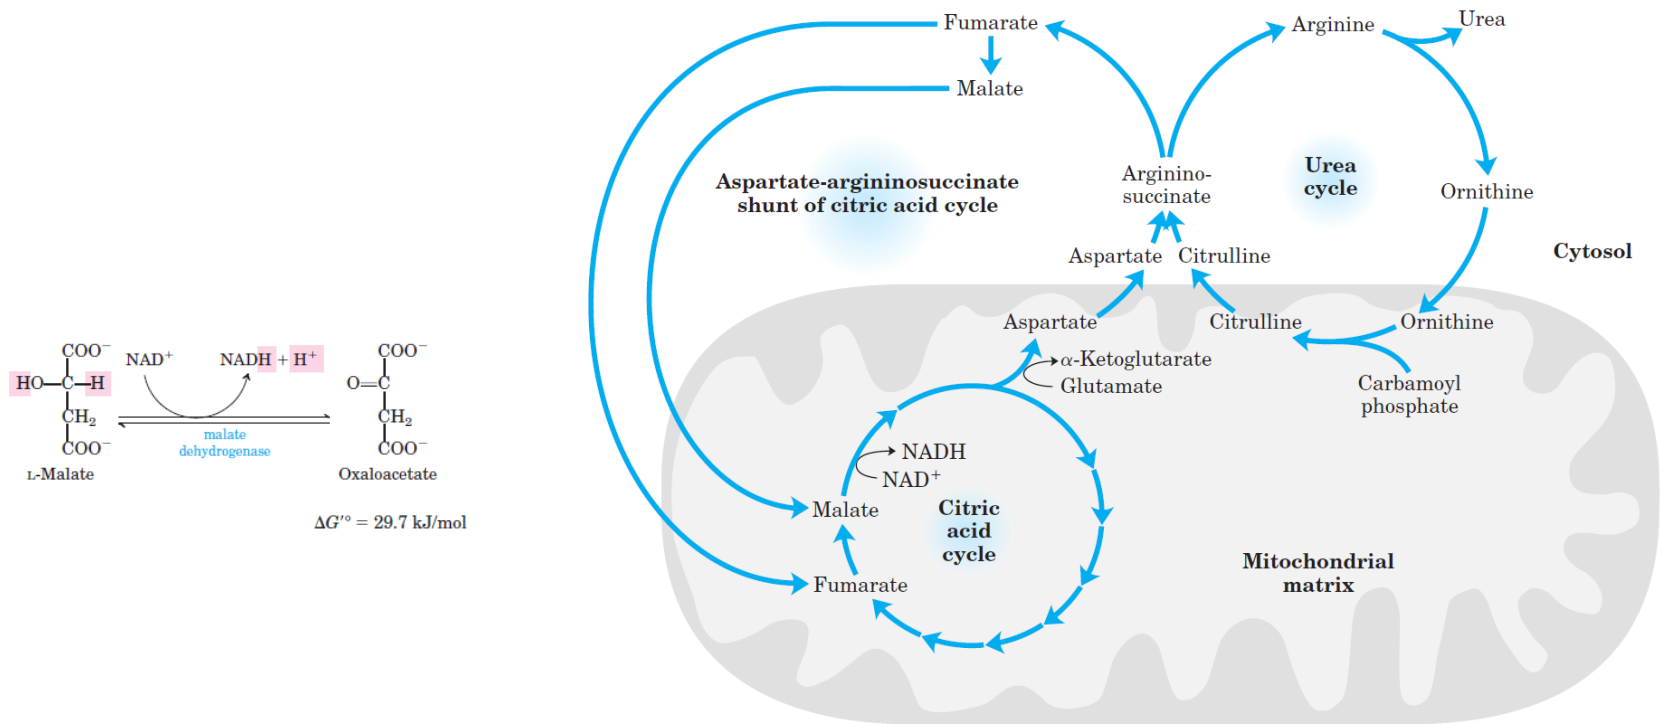 COO⁻
HO–C–H
CH₂
COO⁻
L-Malate
NAD⁺
NADH + H⁺
malate
dehydrogenase
COO⁻
O=C
CH₂
COO⁻
Oxaloacetate
ΔG′° = 29.7 kJ/mol
Fumarate
Malate
Aspartate-argininosuccinate
shunt of citric acid cycle
Arginine
Urea
Urea
cycle
Arginino-
succinate
Ornithine
Aspartate
Citrulline
Cytosol
Aspartate
Citrulline
Ornithine
α-Ketoglutarate
Glutamate
Carbamoyl
phosphate
NADH
NAD⁺
Malate
Citric
acid
cycle
Fumarate
Mitochondrial
matrix